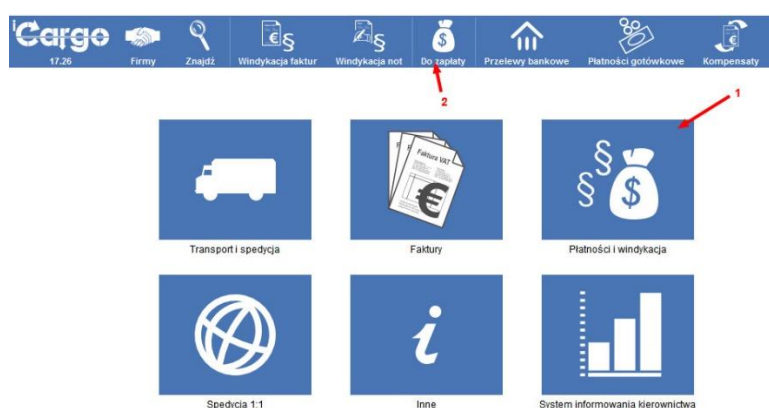 iCargo
17.26 Firmy Znajdź Windykacja faktur Windykacja not Do zapłaty Przelewy bankowe Płatności gotówkowe Kompensaty
2
1
Faktura VAT
Transport i spedycja Faktury Płatności i windykacja
Spedycja 1:1 Inne System informowania kierownictwa